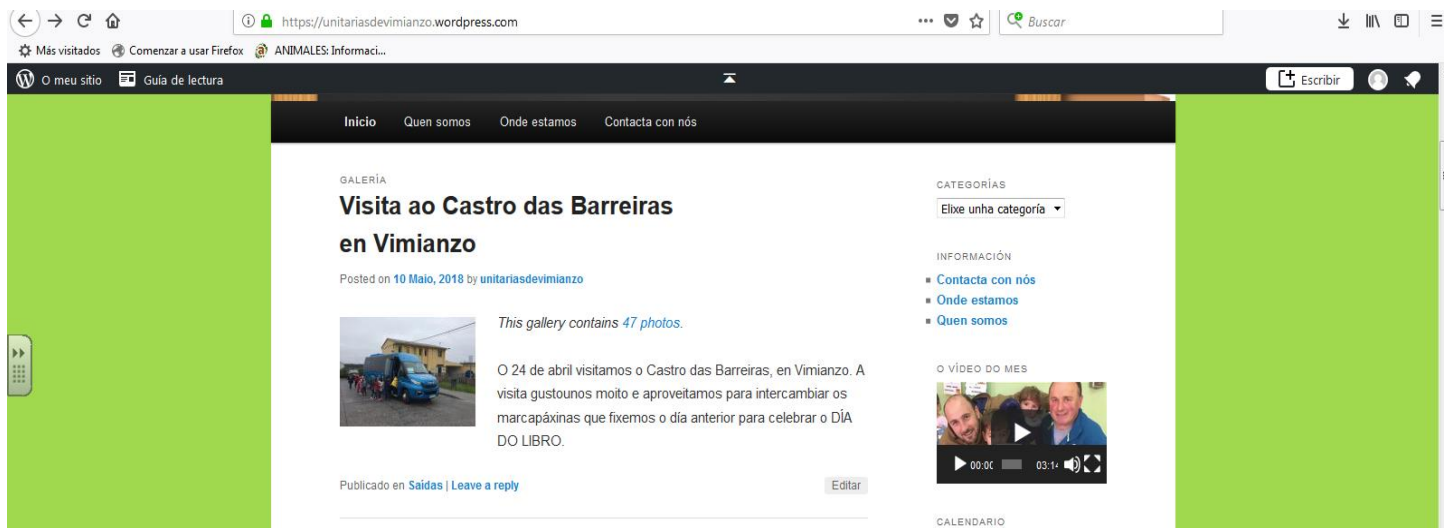 https://unitariasdevimianzo.wordpress.com
Buscar
Más visitados
Comenzar a usar Firefox
ANIMALES: Informaci...
O meu sitio
Guía de lectura
Escribir
Inicio
Quen somos
Onde estamos
Contacta con nós
GALERÍA
Visita ao Castro das Barreiras
en Vimianzo
Posted on 10 Maio, 2018 by unitariasdevimianzo
This gallery contains 47 photos.
O 24 de abril visitamos o Castro das Barreiras, en Vimianzo. A
visita gustounos moito e aproveitamos para intercambiar os
marcapáxinas que fixemos o día anterior para celebrar o DÍA
DO LIBRO.
Publicado en Saídas | Leave a reply
Editar
CATEGORÍAS
Elixe unha categoría
INFORMACIÓN
Contacta con nós
Onde estamos
Quen somos
O VÍDEO DO MES
CALENDARIO